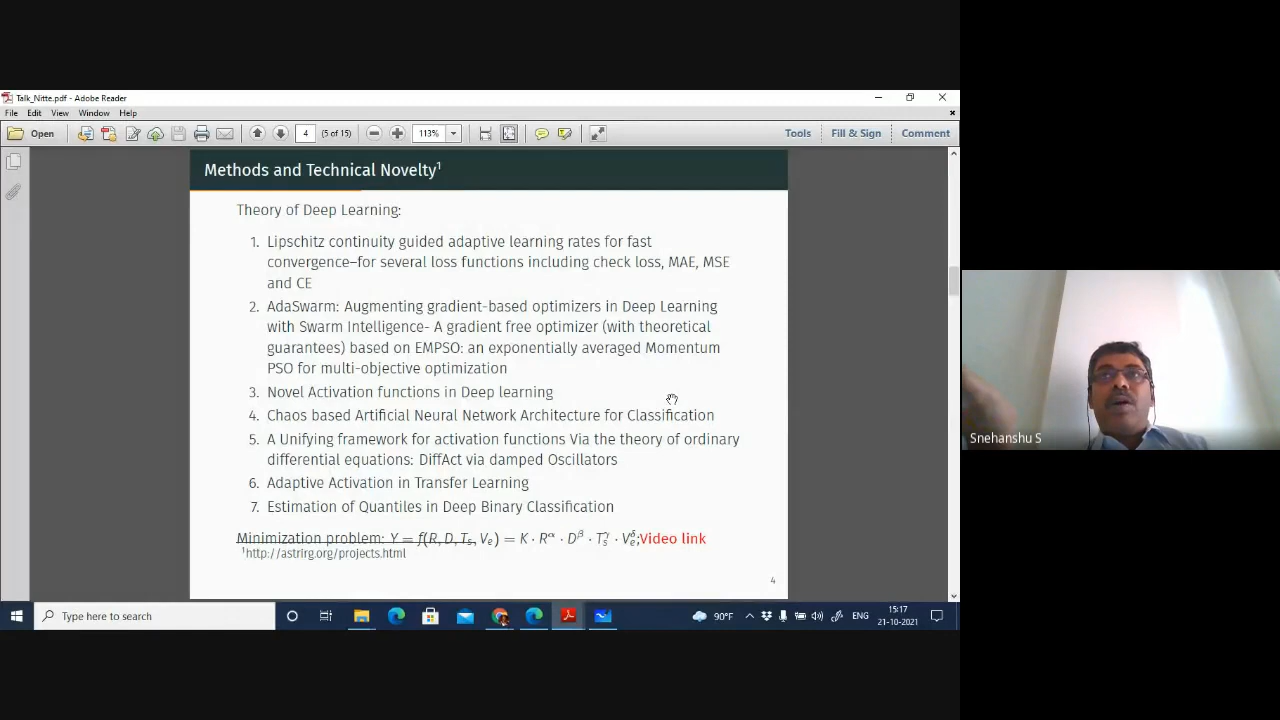 Talk_Nitte.pdf - Adobe Reader
File Edit View Window Help
Open 4 (5 of 15) 113% Tools Fill & Sign Comment
Methods and Technical Novelty¹
Theory of Deep Learning:
1. Lipschitz continuity guided adaptive learning rates for fast
convergence–for several loss functions including check loss, MAE, MSE
and CE
2. AdaSwarm: Augmenting gradient-based optimizers in Deep Learning
with Swarm Intelligence- A gradient free optimizer (with theoretical
guarantees) based on EMPSO: an exponentially averaged Momentum
PSO for multi-objective optimization
3. Novel Activation functions in Deep learning
4. Chaos based Artificial Neural Network Architecture for Classification
5. A Unifying framework for activation functions Via the theory of ordinary
differential equations: DiffAct via damped Oscillators
6. Adaptive Activation in Transfer Learning
7. Estimation of Quantiles in Deep Binary Classification
Minimization problem: Y = f(R, D, Tₛ, Vₑ) = K · R^α · D^β · Tₛ^γ · Vₑ^δ;Video link
¹http://astrirg.org/projects.html
4
Snehanshu S
Type here to search 90°F ENG 15:17
21-10-2021